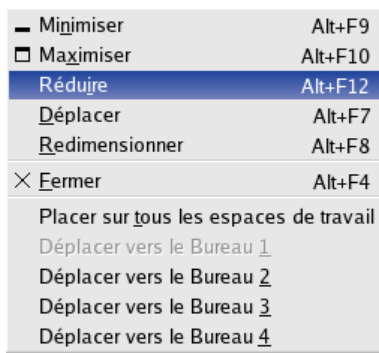 Minimiser Alt+F9
Maximiser Alt+F10
Réduire Alt+F12
Déplacer Alt+F7
Redimensionner Alt+F8
Fermer Alt+F4
Placer sur tous les espaces de travail
Déplacer vers le Bureau 1
Déplacer vers le Bureau 2
Déplacer vers le Bureau 3
Déplacer vers le Bureau 4